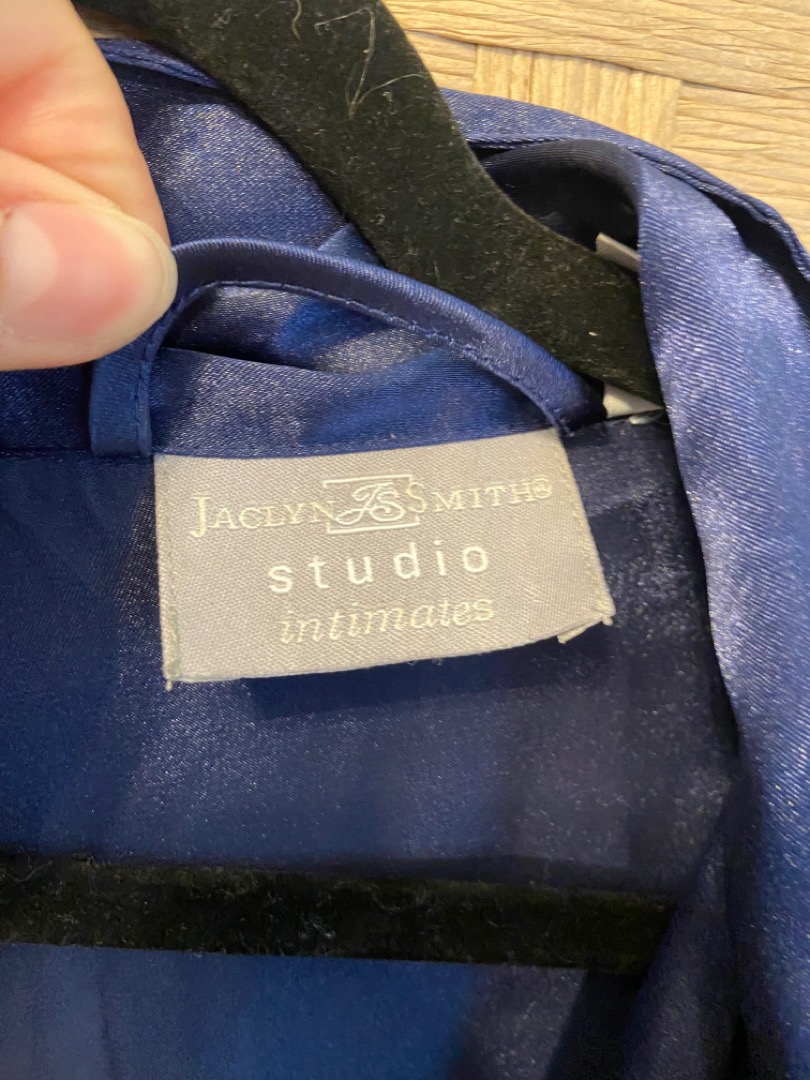 JACLYN JS SMITH®
studio
intimates